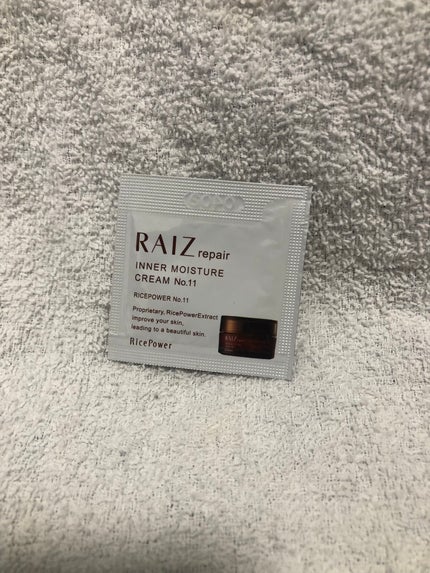 RAIZ repair
INNER MOISTURE
CREAM No.11
RICEPOWER No.11
Proprietary, RicePowerExtract
improve your skin,
leading to a beautiful skin.
RicePower
RAIZ